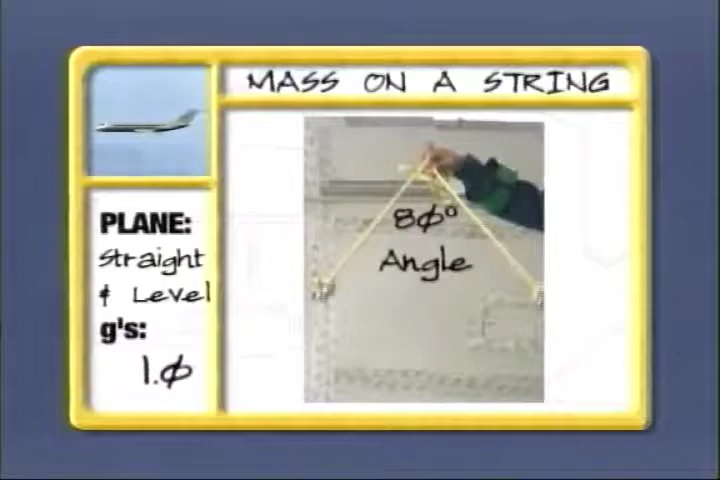 MASS ON A STRING
PLANE:
Straight
& Level
g's:
1.0
80°
Angle